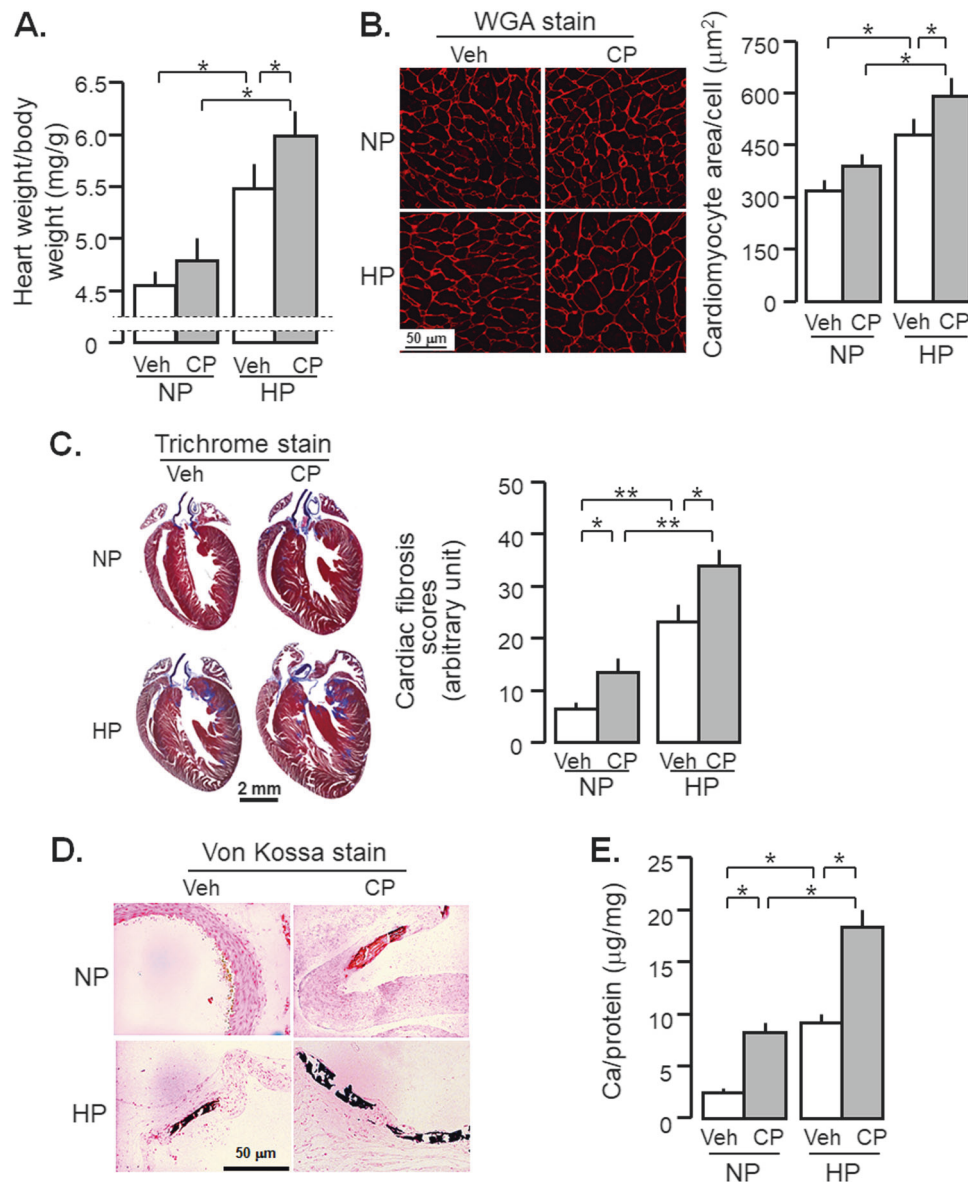 A.
Heart weight/body
weight (mg/g)
6.5
6.0
5.5
5.0
4.5
0
* *
*
Veh CP Veh CP
NP HP
B.
WGA stain
Veh CP
NP
HP
50 μm
Cardiomyocyte area/cell (μm²)
750
600
450
300
150
0
* *
*
Veh CP Veh CP
NP HP
C.
Trichrome stain
Veh CP
NP
HP
2 mm
Cardiac fibrosis
scores
(arbitrary unit)
50
40
30
20
10
0
** *
* **
Veh CP Veh CP
NP HP
D.
Von Kossa stain
Veh CP
NP
HP
50 μm
E.
Ca/protein (μg/mg)
25
20
15
10
5
0
* *
* *
Veh CP Veh CP
NP HP